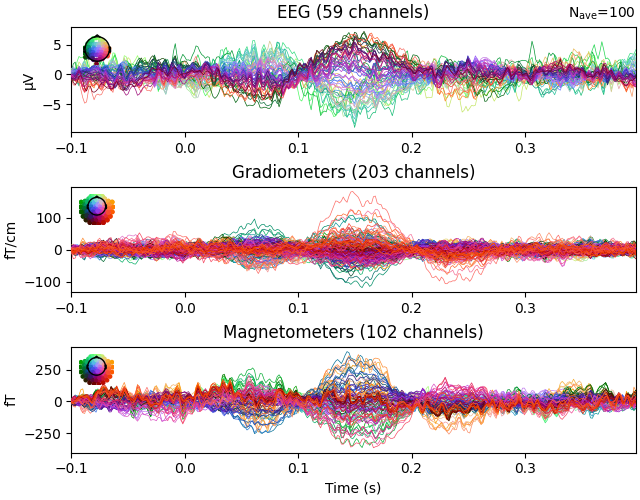 EEG (59 channels)
Nave=100
5
0
−5
µV
−0.1 0.0 0.1 0.2 0.3
Gradiometers (203 channels)
100
0
−100
fT/cm
−0.1 0.0 0.1 0.2 0.3
Magnetometers (102 channels)
250
0
−250
fT
−0.1 0.0 0.1 0.2 0.3
Time (s)